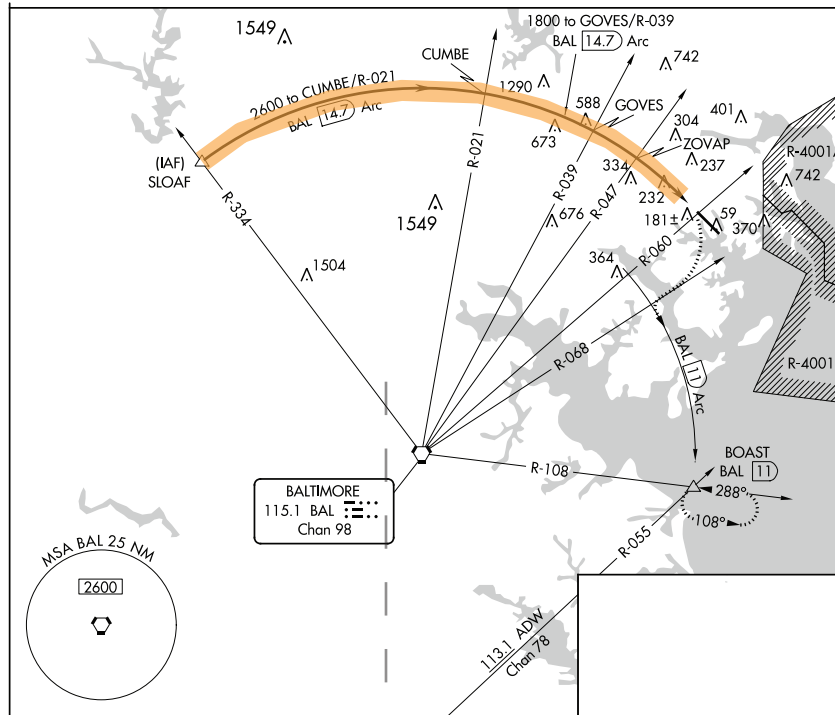 1549
1800 to GOVES/R-039
BAL 14.7 Arc
CUMBE
742
2600 to CUMBE/R-021
BAL 14.7 Arc
1290
588
GOVES
401
673
304
ZOVAP
R-4001A
(IAF)
SLOAF
R-021
R-039
334
237
742
R-334
R-047
232
1549
676
181±
59
370
R-060
1504
364
R-068
BAL 11 Arc
R-4001
BOAST
BAL 11
R-108
288°
108°
BALTIMORE
115.1 BAL
Chan 98
R-055
MSA BAL 25 NM
2600
113.1 ADW
Chan 78